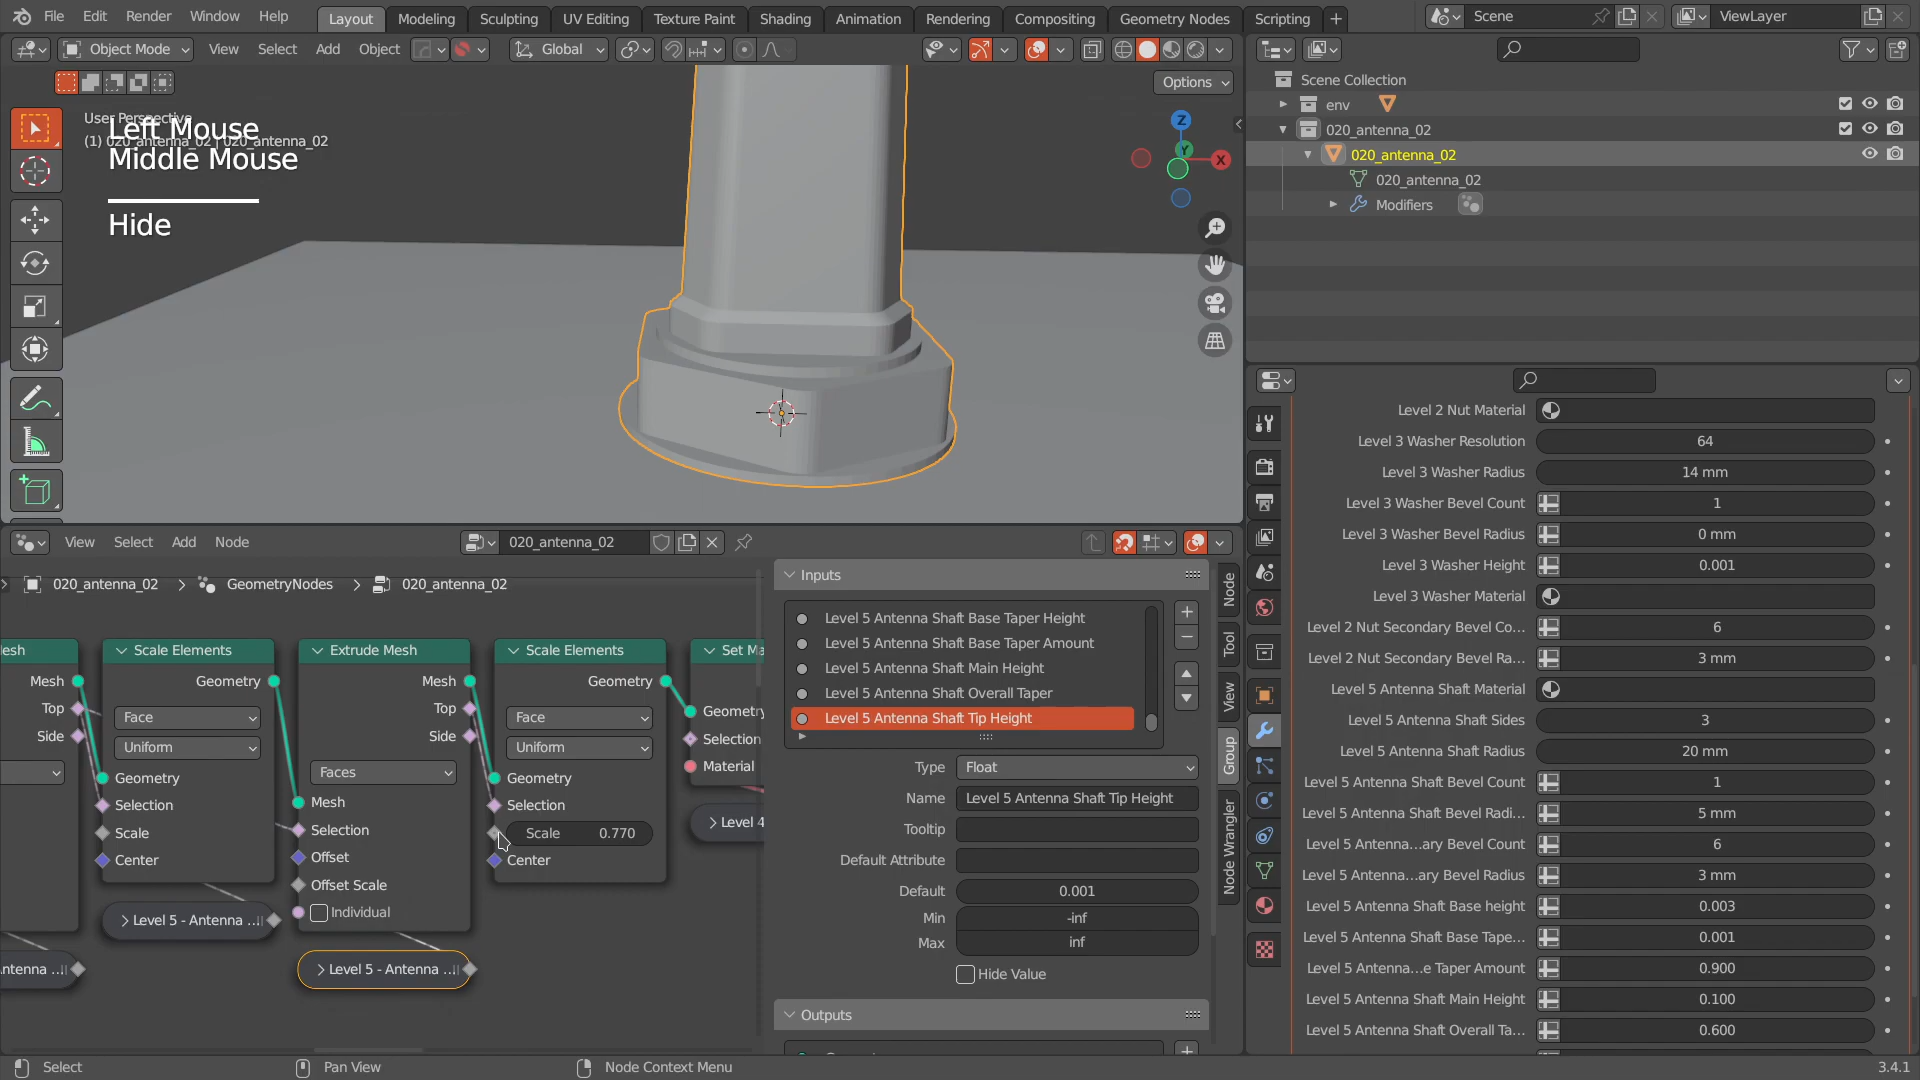 File Edit Render Window Help Layout Modeling Sculpting UV Editing Texture Paint Shading Animation Rendering Compositing Geometry Nodes Scripting + Scene ViewLayer
Object Mode View Select Add Object Global
Options
User Perspective
(1) 020_antenna_02 | 020_antenna_02
Left Mouse
Middle Mouse
Hide
Z
Y
X
Scene Collection
env
020_antenna_02
020_antenna_02
020_antenna_02
Modifiers
Level 2 Nut Material
Level 3 Washer Resolution 64
Level 3 Washer Radius 14 mm
Level 3 Washer Bevel Count 1
Level 3 Washer Bevel Radius 0 mm
Level 3 Washer Height 0.001
Level 3 Washer Material
Level 2 Nut Secondary Bevel Co... 6
Level 2 Nut Secondary Bevel Ra... 3 mm
Level 5 Antenna Shaft Material
Level 5 Antenna Shaft Sides 3
Level 5 Antenna Shaft Radius 20 mm
Level 5 Antenna Shaft Bevel Count 1
Level 5 Antenna Shaft Bevel Radi... 5 mm
Level 5 Antenna...ary Bevel Count 6
Level 5 Antenna...ary Bevel Radius 3 mm
Level 5 Antenna Shaft Base height 0.003
Level 5 Antenna Shaft Base Tape... 0.001
Level 5 Antenna...e Taper Amount 0.900
Level 5 Antenna Shaft Main Height 0.100
Level 5 Antenna Shaft Overall Ta... 0.600
View Select Add Node 020_antenna_02
020_antenna_02 > GeometryNodes > 020_antenna_02
esh
Mesh
Top
Side
Scale Elements
Geometry
Face
Uniform
Geometry
Selection
Scale
Center
Level 5 - Antenna ...
ntenna ...
Extrude Mesh
Mesh
Top
Side
Faces
Mesh
Selection
Offset
Offset Scale
Individual
Level 5 - Antenna ...
Scale Elements
Geometry
Face
Uniform
Geometry
Selection
Scale 0.770
Center
Set Ma
Geometry
Selection
Material
Level 4
Inputs
Level 5 Antenna Shaft Base Taper Height
Level 5 Antenna Shaft Base Taper Amount
Level 5 Antenna Shaft Main Height
Level 5 Antenna Shaft Overall Taper
Level 5 Antenna Shaft Tip Height
Type Float
Name Level 5 Antenna Shaft Tip Height
Tooltip
Default Attribute
Default 0.001
Min -inf
Max inf
Hide Value
Outputs
Node
Tool
View
Group
Node Wrangler
Select Pan View Node Context Menu 3.4.1